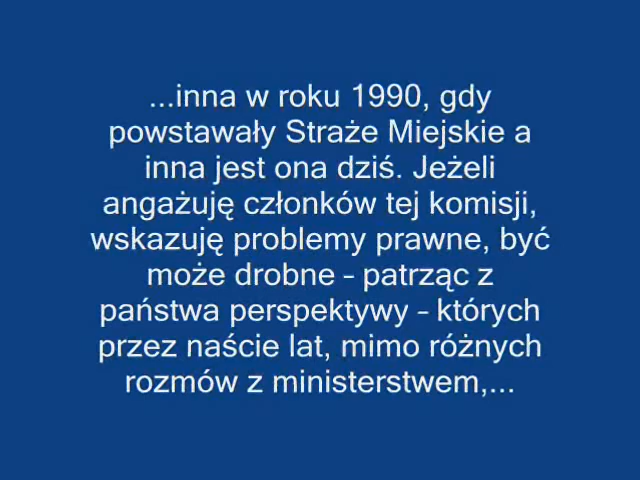 ...inna w roku 1990, gdy
powstawały Straże Miejskie a
inna jest ona dziś. Jeżeli
angażuję członków tej komisji,
wskazuję problemy prawne, być
może drobne – patrząc z
państwa perspektywy – których
przez naście lat, mimo różnych
rozmów z ministerstwem,...